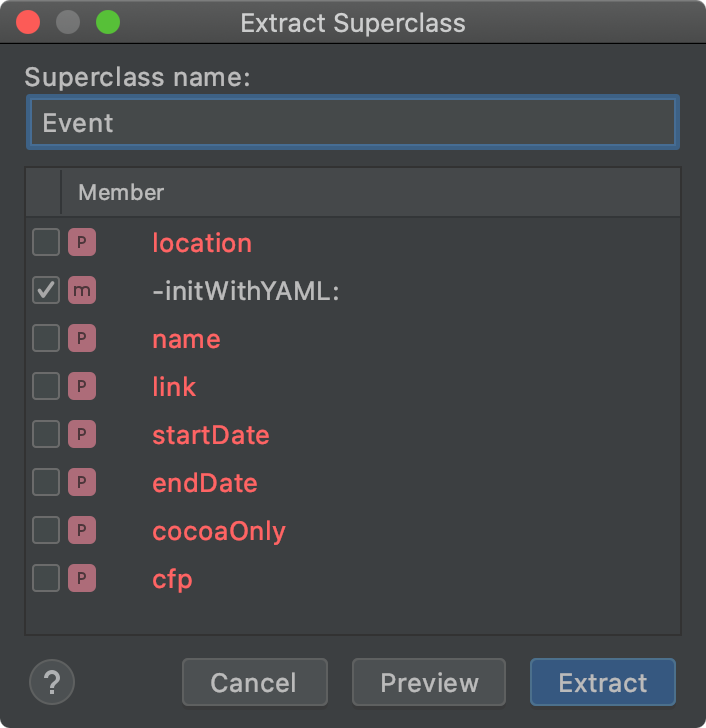 Extract Superclass
Superclass name:
Event
Member
P location
m -initWithYAML:
P name
P link
P startDate
P endDate
P cocoaOnly
P cfp
? Cancel Preview Extract